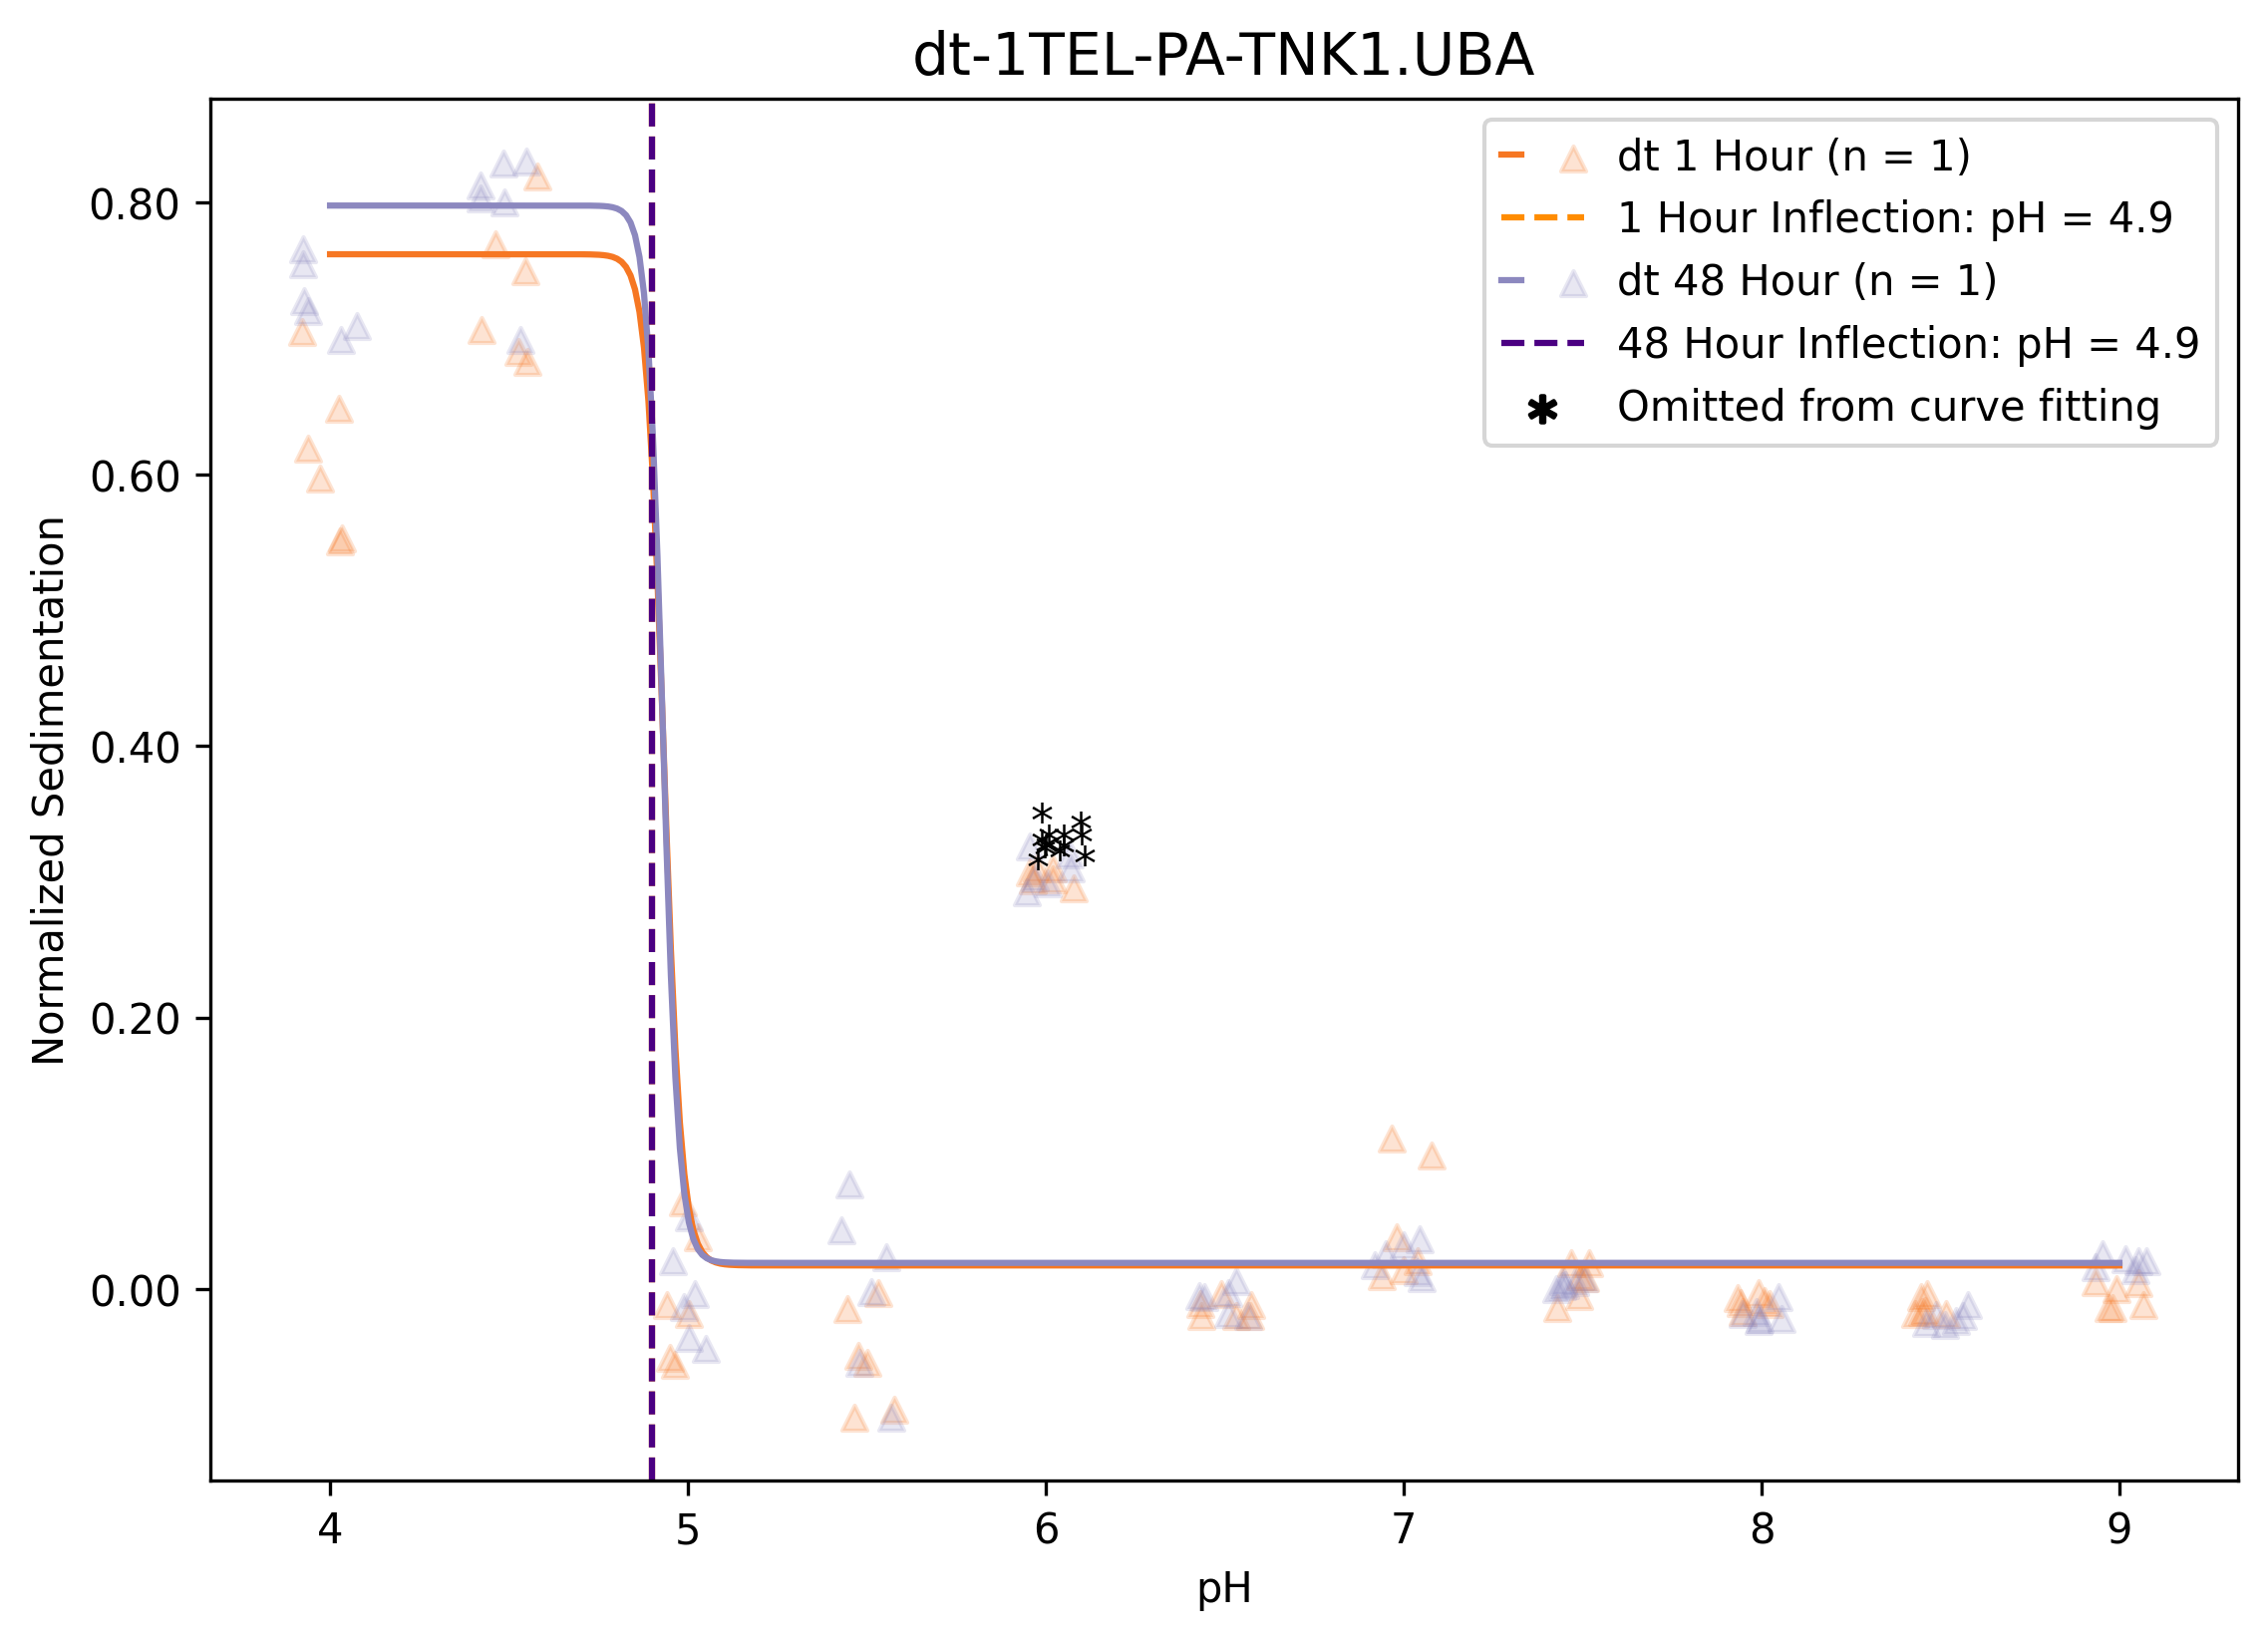 dt-1TEL-PA-TNK1.UBA
dt 1 Hour (n = 1)
1 Hour Inflection: pH = 4.9
dt 48 Hour (n = 1)
48 Hour Inflection: pH = 4.9
Omitted from curve fitting
Normalized Sedimentation
0.80
0.60
0.40
0.20
0.00
4 5 6 7 8 9
pH